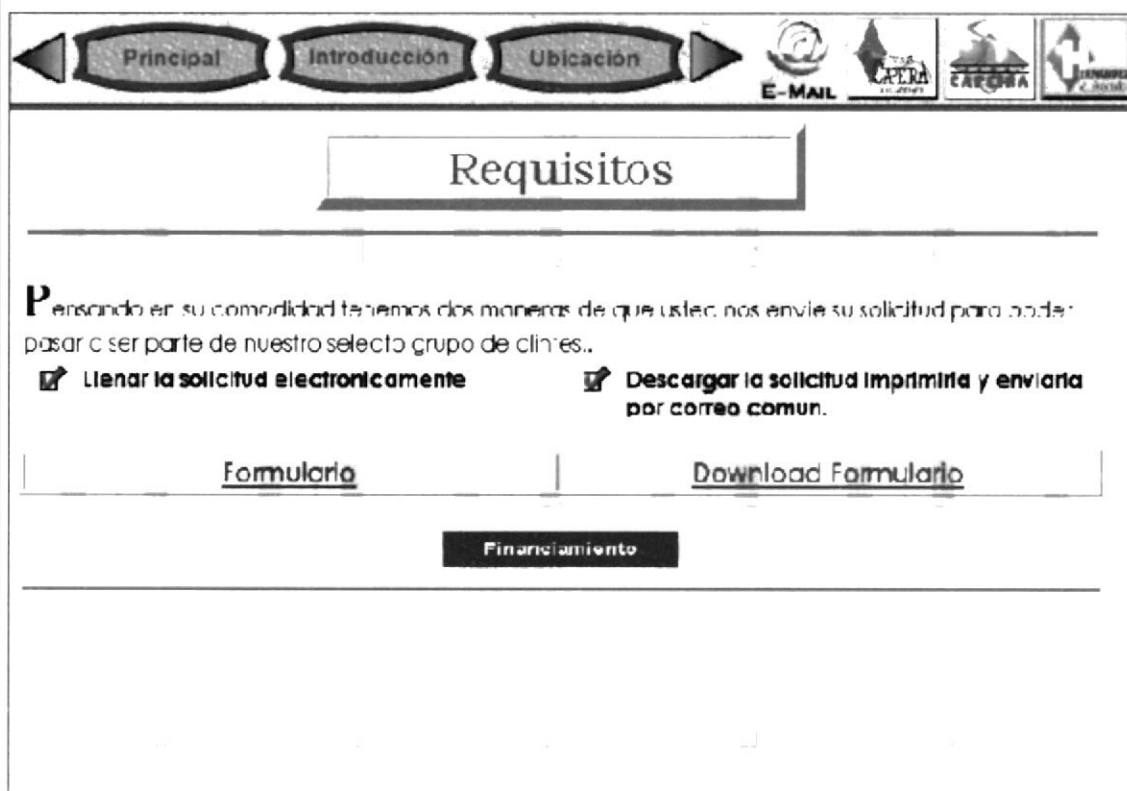 Principal Introducción Ubicación
E-MAIL
CAPERA
Requisitos
Pensando en su comodidad tenemos dos maneras de que usted nos envie su solicitud para poder
pasar a ser parte de nuestro selecto grupo de clintes..
Llenar la solicitud electronicamente
Descargar la solicitud imprimirla y enviarla
por correo comun.
Formulario
Download Formulario
Financiamiento